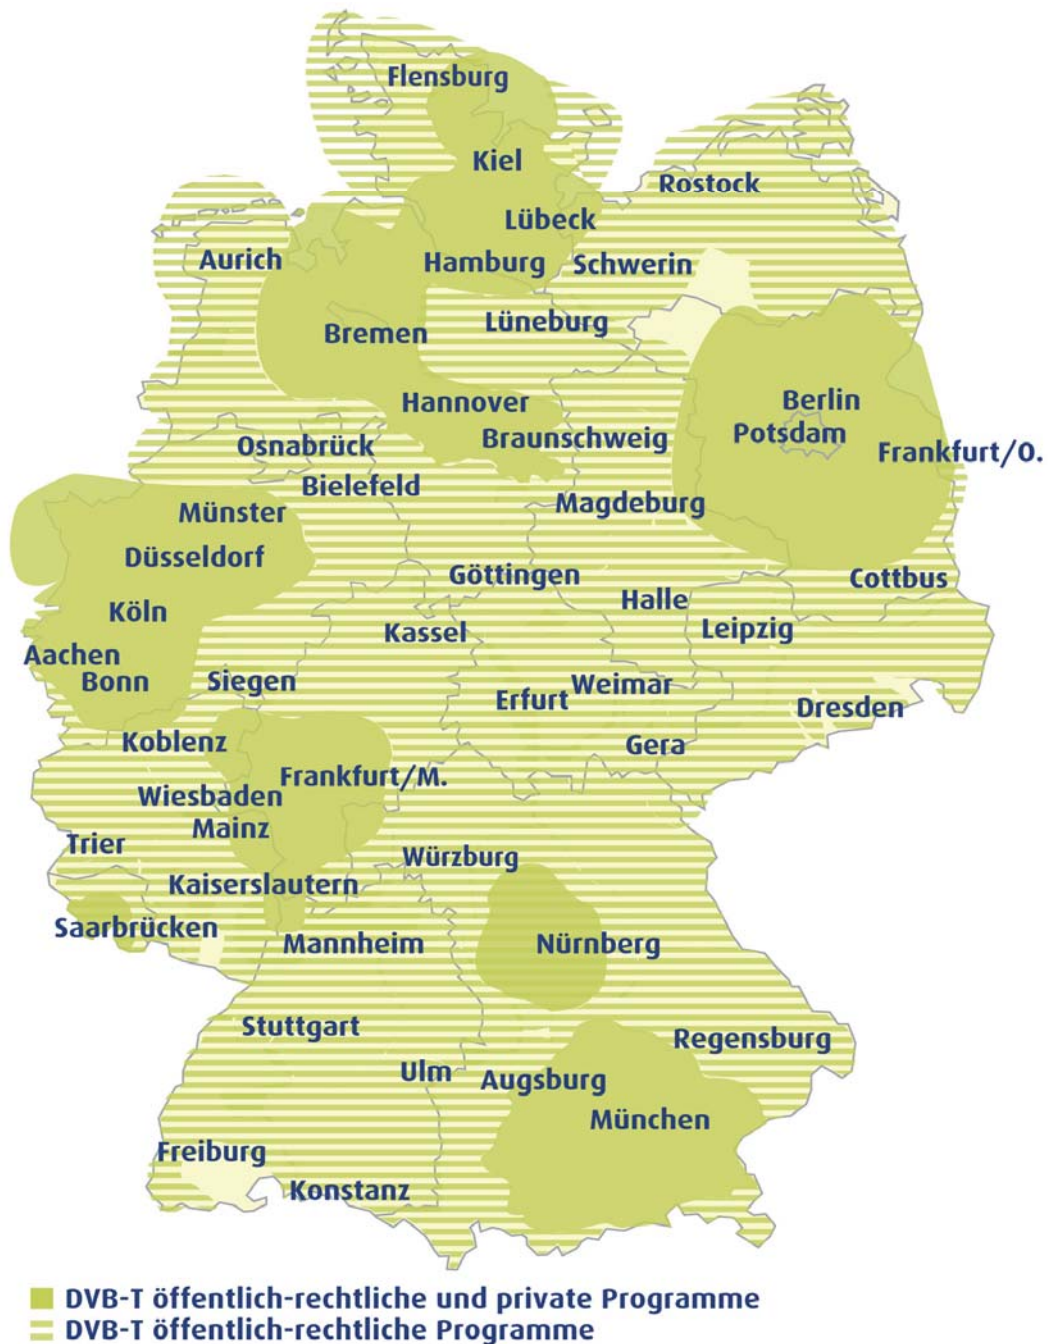 Flensburg
Kiel
Rostock
Lübeck
Aurich
Hamburg
Schwerin
Lüneburg
Bremen
Hannover
Berlin
Osnabrück
Braunschweig
Potsdam
Frankfurt/O.
Bielefeld
Münster
Magdeburg
Düsseldorf
Göttingen
Cottbus
Köln
Halle
Kassel
Leipzig
Aachen
Bonn
Siegen
Erfurt
Weimar
Dresden
Koblenz
Gera
Frankfurt/M.
Wiesbaden
Mainz
Trier
Würzburg
Kaiserslautern
Saarbrücken
Mannheim
Nürnberg
Stuttgart
Regensburg
Ulm
Augsburg
München
Freiburg
Konstanz
DVB-T öffentlich-rechtliche und private Programme
DVB-T öffentlich-rechtliche Programme